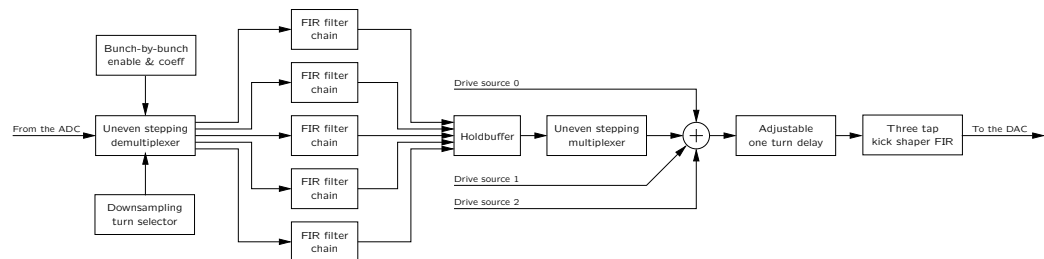 From the ADC
Bunch-by-bunch
enable & coeff
Uneven stepping
demultiplexer
Downsampling
turn selector
FIR filter
chain
FIR filter
chain
FIR filter
chain
FIR filter
chain
FIR filter
chain
Drive source 0
Holdbuffer
Uneven stepping
multiplexer
Drive source 1
Drive source 2
+
Adjustable
one turn delay
Three tap
kick shaper FIR
To the DAC